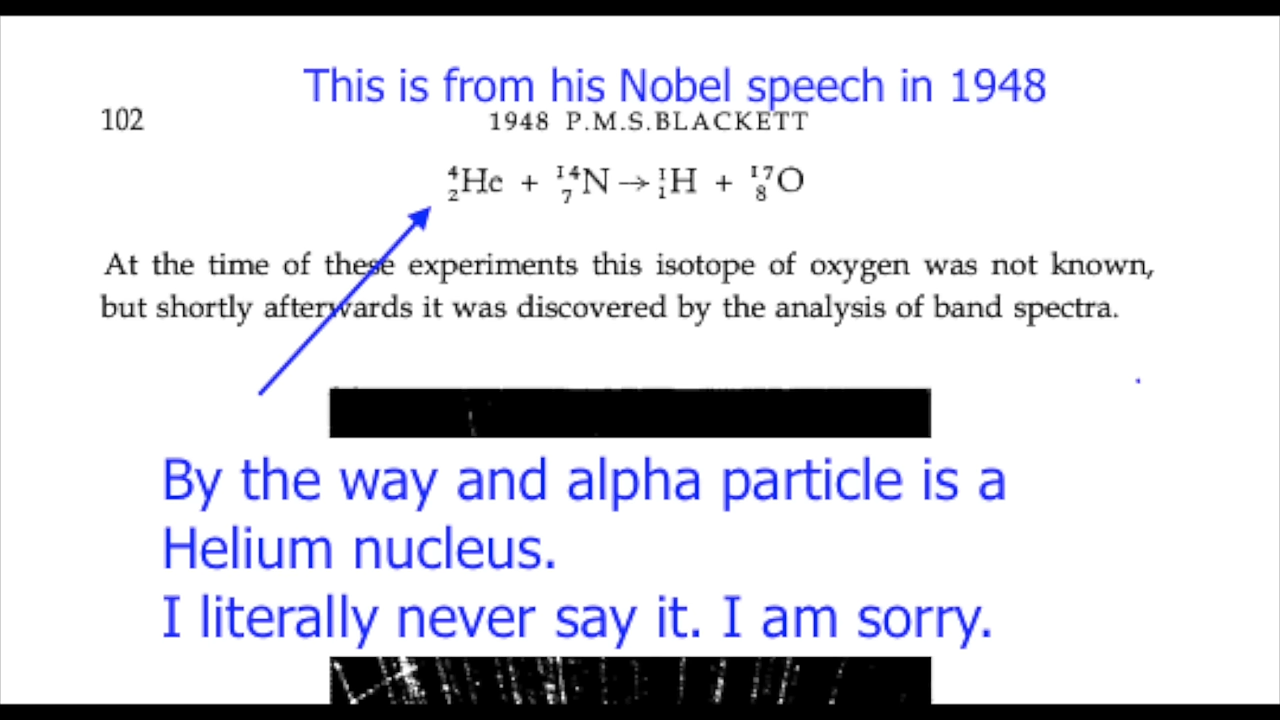 This is from his Nobel speech in 1948
102 1948 P.M.S.BLACKETT
⁴₂He + ¹⁴₇N → ¹₁H + ¹⁷₈O
At the time of these experiments this isotope of oxygen was not known,
but shortly afterwards it was discovered by the analysis of band spectra.
By the way and alpha particle is a
Helium nucleus.
I literally never say it. I am sorry.